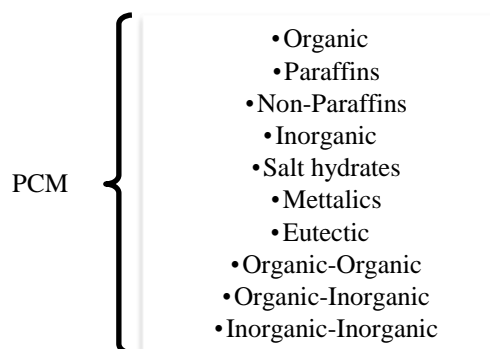 PCM
•Organic
•Paraffins
•Non-Paraffins
•Inorganic
•Salt hydrates
•Mettalics
•Eutectic
•Organic-Organic
•Organic-Inorganic
•Inorganic-Inorganic